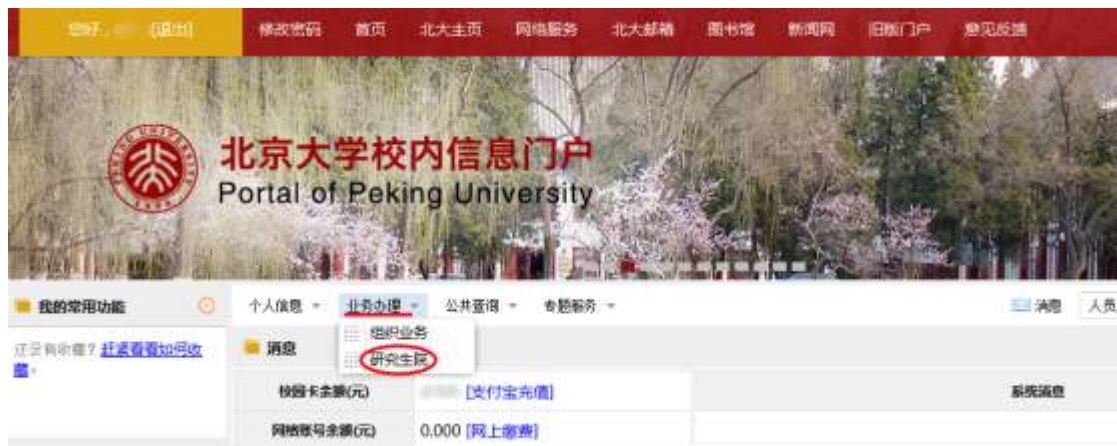 您好, [退出] 修改密码 首页 北大主页 网络服务 北大邮箱 图书馆 新闻网 旧版门户 意见反馈
北京大学校内信息门户
Portal of Peking University
PEKING UNIVERSITY
1898
我的常用功能 个人信息 业务办理 公共查询 专题服务 消息 人员
组织业务
还没有收藏？赶紧看看如何收藏。
消息
研究生院
校园卡余额(元) [支付宝充值] 系统消息
网络账号余额(元) 0.000 [网上缴费]